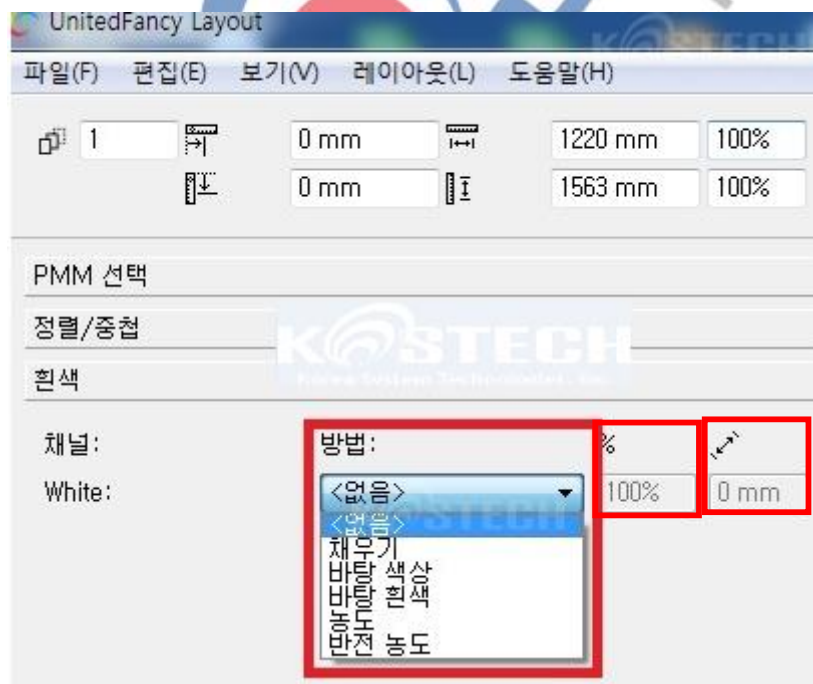 UnitedFancy Layout
KOSTECH
파일(F) 편집(E) 보기(V) 레이아웃(L) 도움말(H)
1 0 mm 1220 mm 100%
0 mm 1563 mm 100%
PMM 선택
정렬/중첩
KOSTECH
흰색
채널: 방법: %
White: <없음> 100% 0 mm
<없음>
채우기
바탕 색상
바탕 흰색
농도
반전 농도